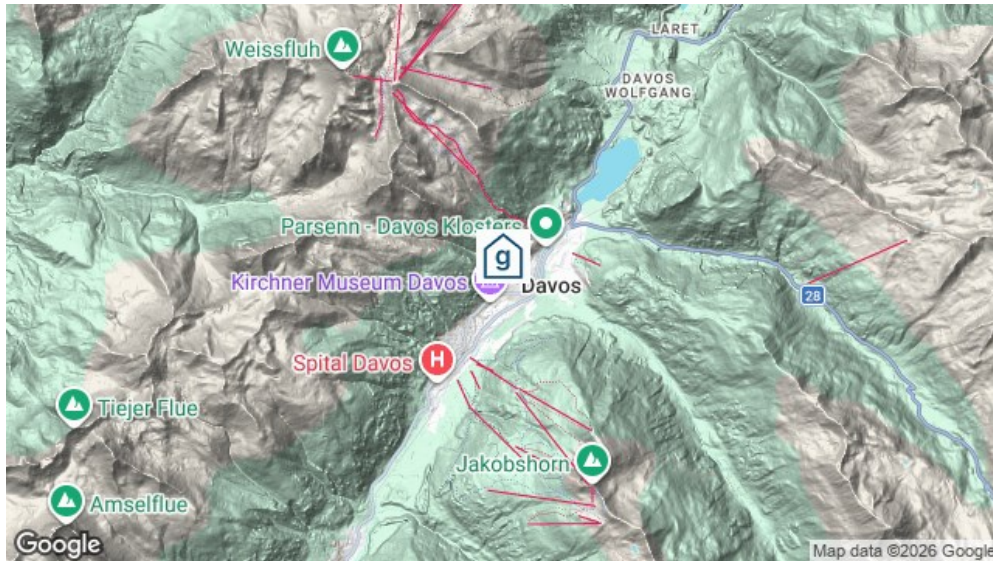 LARET
Weissfluh
DAVOS
WOLFGANG
Parsenn - Davos Klosters
g
Kirchner Museum Davos
Davos
28
Spital Davos
H
Tiejer Flue
Jakobshorn
Amselflue
Google
Map data ©2026 Google